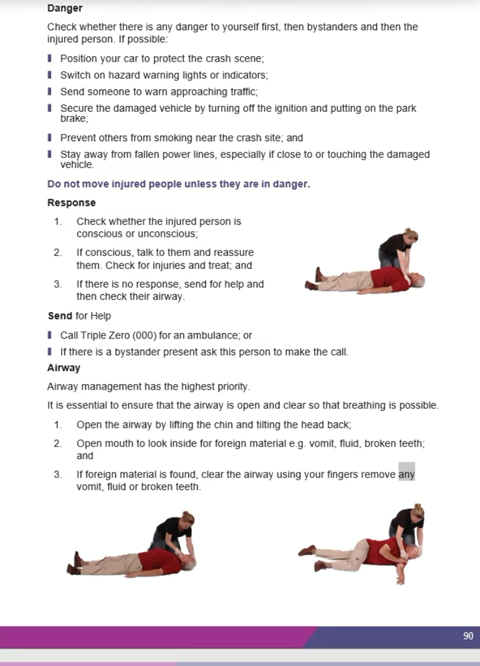 Danger
Check whether there is any danger to yourself first, then bystanders and then the
injured person. If possible:
Position your car to protect the crash scene;
Switch on hazard warning lights or indicators;
Send someone to warn approaching traffic;
Secure the damaged vehicle by turning off the ignition and putting on the park
brake;
Prevent others from smoking near the crash site; and
Stay away from fallen power lines, especially if close to or touching the damaged
vehicle.
Do not move injured people unless they are in danger.
Response
1. Check whether the injured person is
conscious or unconscious;
2. If conscious, talk to them and reassure
them. Check for injuries and treat; and
3. If there is no response, send for help and
then check their airway.
Send for Help
Call Triple Zero (000) for an ambulance; or
If there is a bystander present ask this person to make the call.
Airway
Airway management has the highest priority.
It is essential to ensure that the airway is open and clear so that breathing is possible.
1. Open the airway by lifting the chin and tilting the head back;
2. Open mouth to look inside for foreign material e.g. vomit, fluid, broken teeth;
and
3. If foreign material is found, clear the airway using your fingers remove any
vomit, fluid or broken teeth.
90